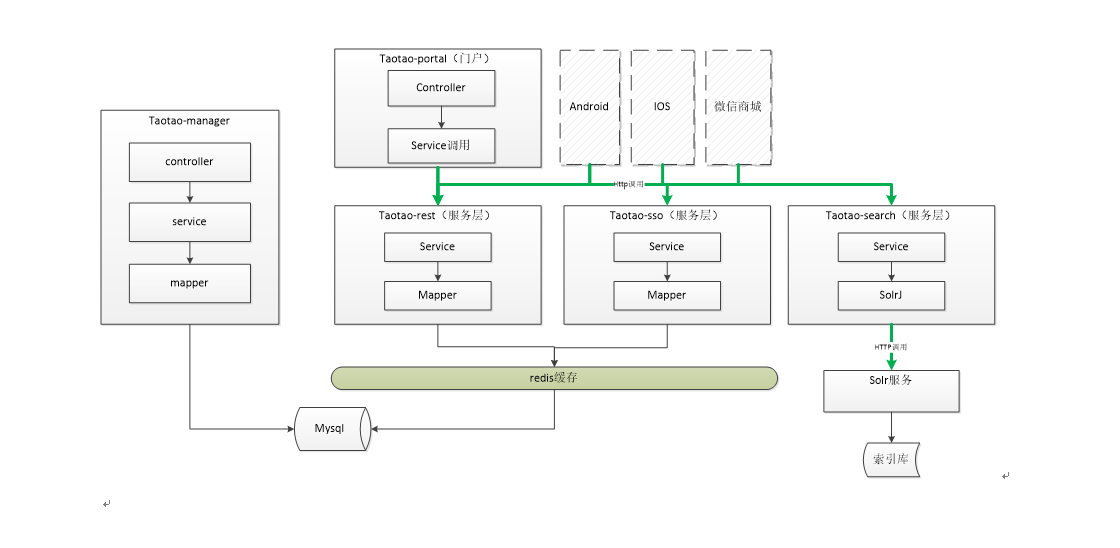 Taotao-portal（门户）
Controller
Service调用
Android
IOS
微信商城
Taotao-manager
controller
service
mapper
Http调用
Taotao-rest（服务层）
Service
Mapper
Taotao-sso（服务层）
Service
Mapper
Taotao-search（服务层）
Service
SolrJ
HTTP调用
redis缓存
Solr服务
Mysql
索引库